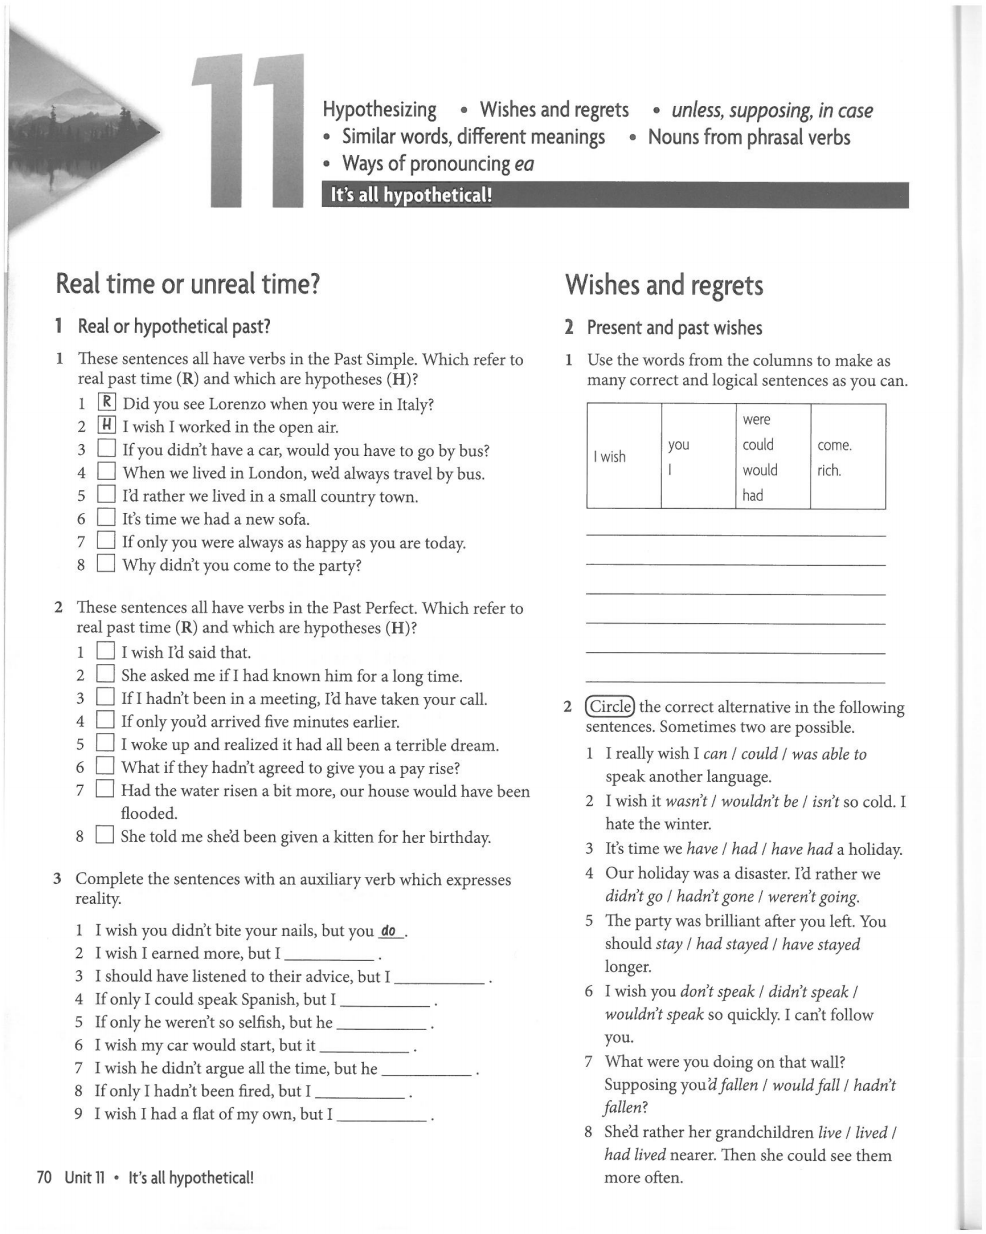 11
Hypothesizing • Wishes and regrets • unless, supposing, in case
• Similar words, different meanings • Nouns from phrasal verbs
• Ways of pronouncing ea
It's all hypothetical!
Real time or unreal time?
1 Real or hypothetical past?
1 These sentences all have verbs in the Past Simple. Which refer to
real past time (R) and which are hypotheses (H)?
1 R Did you see Lorenzo when you were in Italy?
2 H I wish I worked in the open air.
3 If you didn't have a car, would you have to go by bus?
4 When we lived in London, we'd always travel by bus.
5 I'd rather we lived in a small country town.
6 It's time we had a new sofa.
7 If only you were always as happy as you are today.
8 Why didn't you come to the party?
2 These sentences all have verbs in the Past Perfect. Which refer to
real past time (R) and which are hypotheses (H)?
1 I wish I'd said that.
2 She asked me if I had known him for a long time.
3 If I hadn't been in a meeting, I'd have taken your call.
4 If only you'd arrived five minutes earlier.
5 I woke up and realized it had all been a terrible dream.
6 What if they hadn't agreed to give you a pay rise?
7 Had the water risen a bit more, our house would have been
flooded.
8 She told me she'd been given a kitten for her birthday.
3 Complete the sentences with an auxiliary verb which expresses
reality.
1 I wish you didn't bite your nails, but you do .
2 I wish I earned more, but I ____________ .
3 I should have listened to their advice, but I ____________ .
4 If only I could speak Spanish, but I ____________ .
5 If only he weren't so selfish, but he ____________ .
6 I wish my car would start, but it ____________ .
7 I wish he didn't argue all the time, but he ____________ .
8 If only I hadn't been fired, but I ____________ .
9 I wish I had a flat of my own, but I ____________ .
70 Unit 11 • It's all hypothetical!
Wishes and regrets
2 Present and past wishes
1 Use the words from the columns to make as
many correct and logical sentences as you can.
I wish
you
I
were
could
would
had
come.
rich.
2 Circle the correct alternative in the following
sentences. Sometimes two are possible.
1 I really wish I can / could / was able to
speak another language.
2 I wish it wasn't / wouldn't be / isn't so cold. I
hate the winter.
3 It's time we have / had / have had a holiday.
4 Our holiday was a disaster. I'd rather we
didn't go / hadn't gone / weren't going.
5 The party was brilliant after you left. You
should stay / had stayed / have stayed
longer.
6 I wish you don't speak / didn't speak /
wouldn't speak so quickly. I can't follow
you.
7 What were you doing on that wall?
Supposing you'd fallen / would fall / hadn't
fallen?
8 She'd rather her grandchildren live / lived /
had lived nearer. Then she could see them
more often.